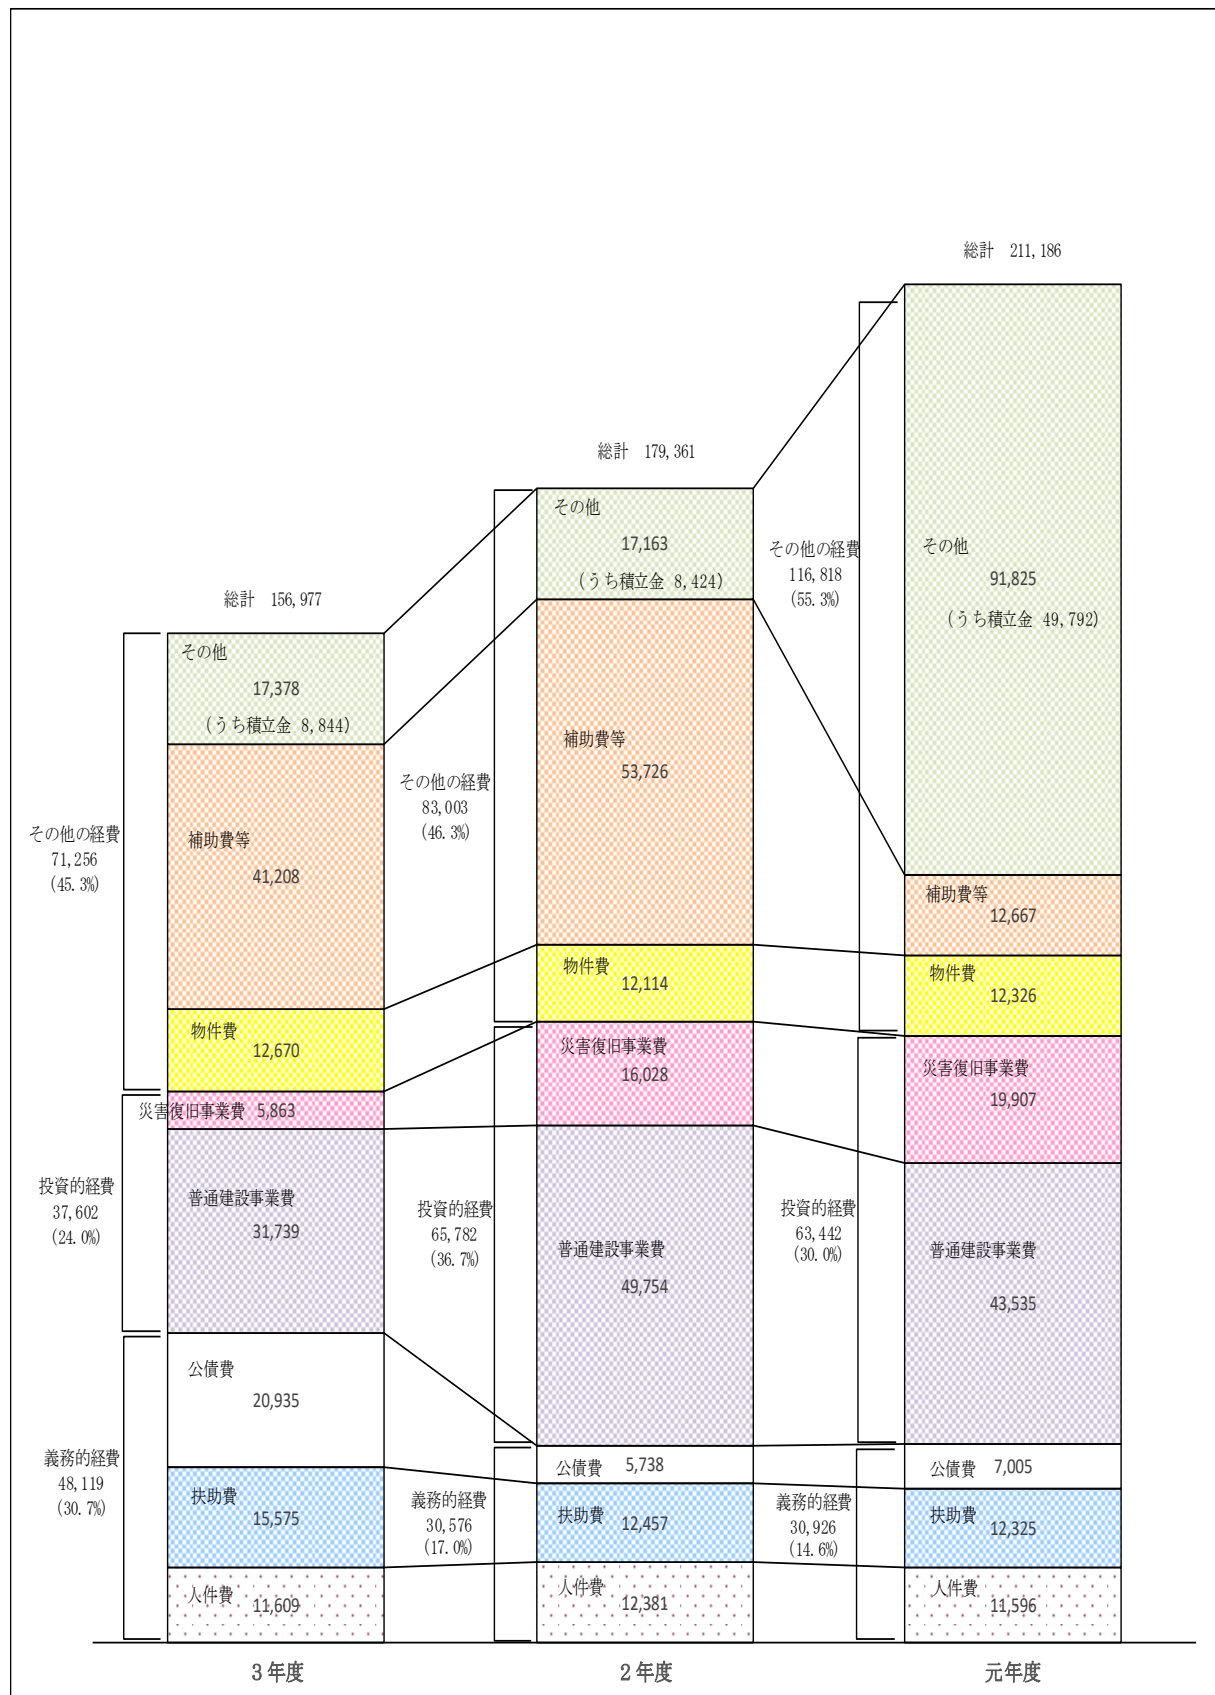 総計 156,977
その他
17,378
(うち積立金 8,844)
補助費等
41,208
物件費
12,670
災害復旧事業費 5,863
普通建設事業費
31,739
公債費
20,935
扶助費
15,575
人件費
11,609
その他の経費
71,256
(45.3%)
投資的経費
37,602
(24.0%)
義務的経費
48,119
(30.7%)
3年度
総計 179,361
その他
17,163
(うち積立金 8,424)
補助費等
53,726
物件費
12,114
災害復旧事業費
16,028
普通建設事業費
49,754
公債費 5,738
扶助費 12,457
人件費
12,381
その他の経費
83,003
(46.3%)
投資的経費
65,782
(36.7%)
義務的経費
30,576
(17.0%)
2年度
総計 211,186
その他
91,825
(うち積立金 49,792)
補助費等
12,667
物件費
12,326
災害復旧事業費
19,907
普通建設事業費
43,535
公債費 7,005
扶助費 12,325
人件費
11,596
その他の経費
116,818
(55.3%)
投資的経費
63,442
(30.0%)
義務的経費
30,926
(14.6%)
元年度